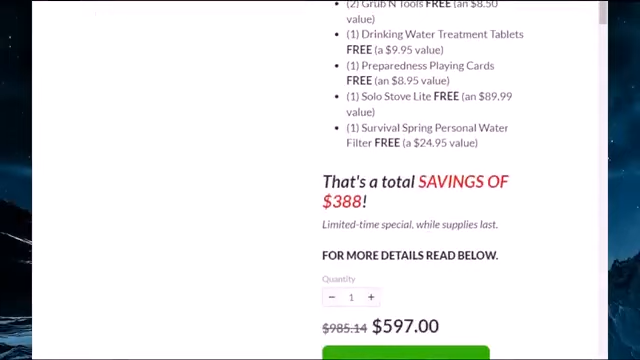 (2) Grub N Tools FREE (an $8.50
value)
(1) Drinking Water Treatment Tablets
FREE (a $9.95 value)
(1) Preparedness Playing Cards
FREE (an $8.95 value)
(1) Solo Stove Lite FREE (an $89.99
value)
(1) Survival Spring Personal Water
Filter FREE (a $24.95 value)
That's a total SAVINGS OF
$388!
Limited-time special, while supplies last.
FOR MORE DETAILS READ BELOW.
Quantity
− 1 +
$985.14 $597.00